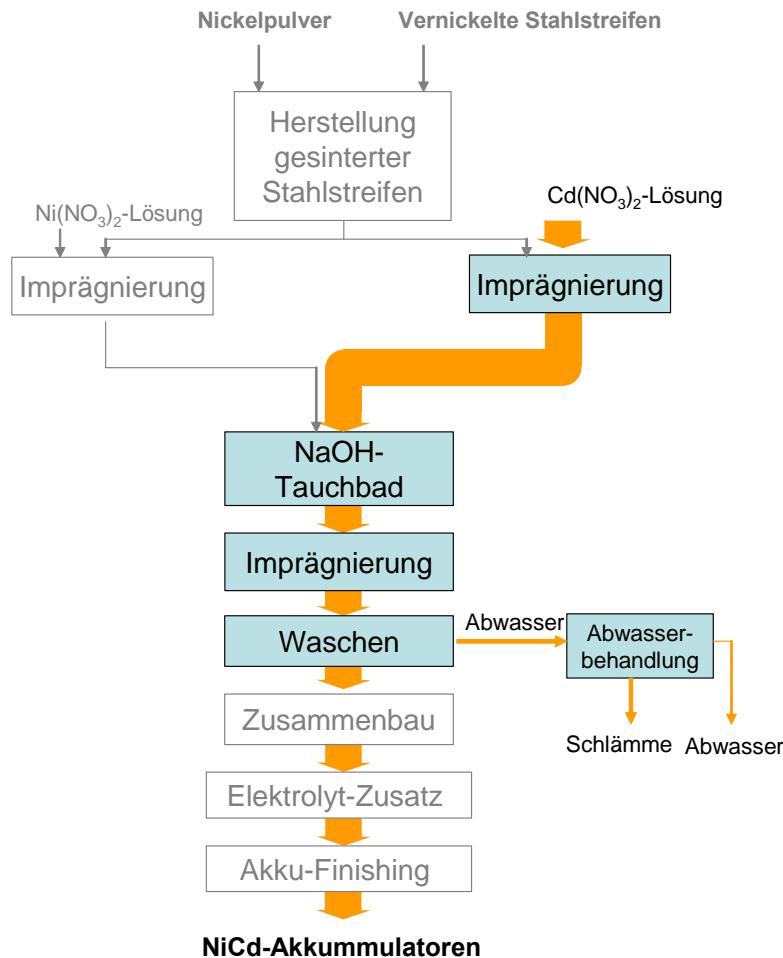 Nickelpulver
Vernickelte Stahlstreifen
Herstellung
gesinterter
Stahlstreifen
Ni(NO₃)₂-Lösung
Cd(NO₃)₂-Lösung
Imprägnierung
Imprägnierung
NaOH-
Tauchbad
Imprägnierung
Waschen
Abwasser
Abwasser-
behandlung
Schlämme
Abwasser
Zusammenbau
Elektrolyt-Zusatz
Akku-Finishing
NiCd-Akkummulatoren